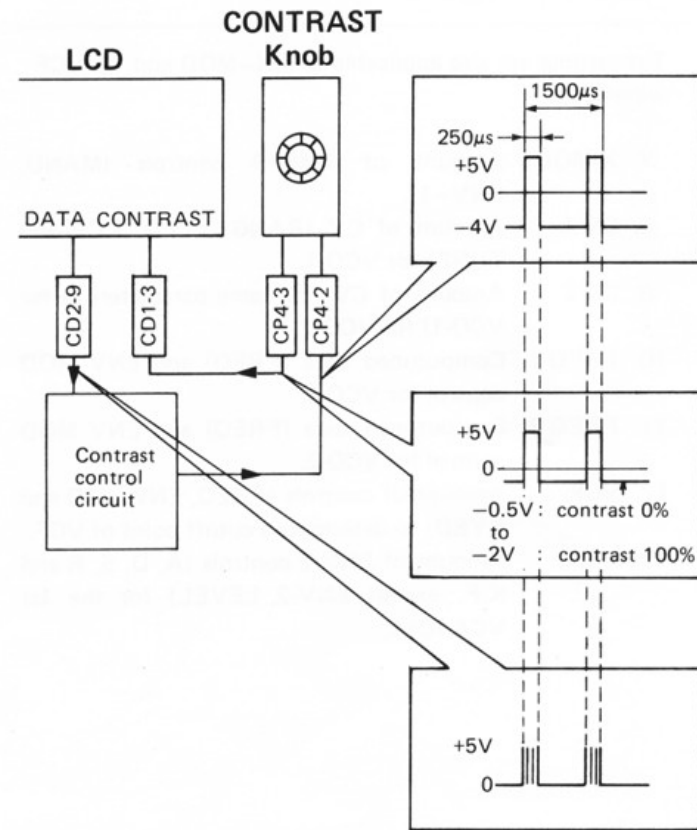 CONTRAST
Knob
LCD
DATA CONTRAST
CD2-9
CD1-3
CP4-3
CP4-2
Contrast
control
circuit
1500μs
250μs
+5V
0
−4V
+5V
0
−0.5V : contrast 0%
to
−2V : contrast 100%
+5V
0